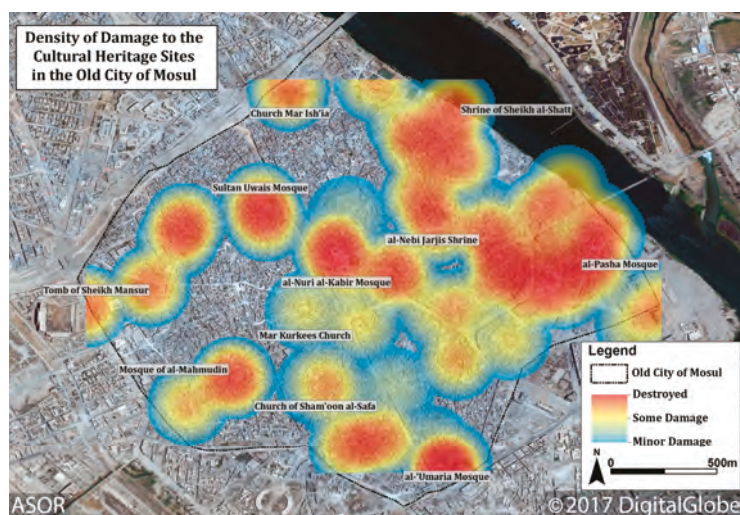 Density of Damage to the
Cultural Heritage Sites
in the Old City of Mosul
Church Mar Ish'ia
Shrine of Sheikh al-Shatt
Sultan Uwais Mosque
al-Nebi Jarjis Shrine
al-Pasha Mosque
al-Nuri al-Kabir Mosque
Tomb of Sheikh Mansur
Mar Kurkees Church
Mosque of al-Mahmudin
Church of Sham'oon al-Safa
al-'Umaria Mosque
Legend
Old City of Mosul
Destroyed
Some Damage
Minor Damage
N
0 500m
ASOR
©2017 DigitalGlobe